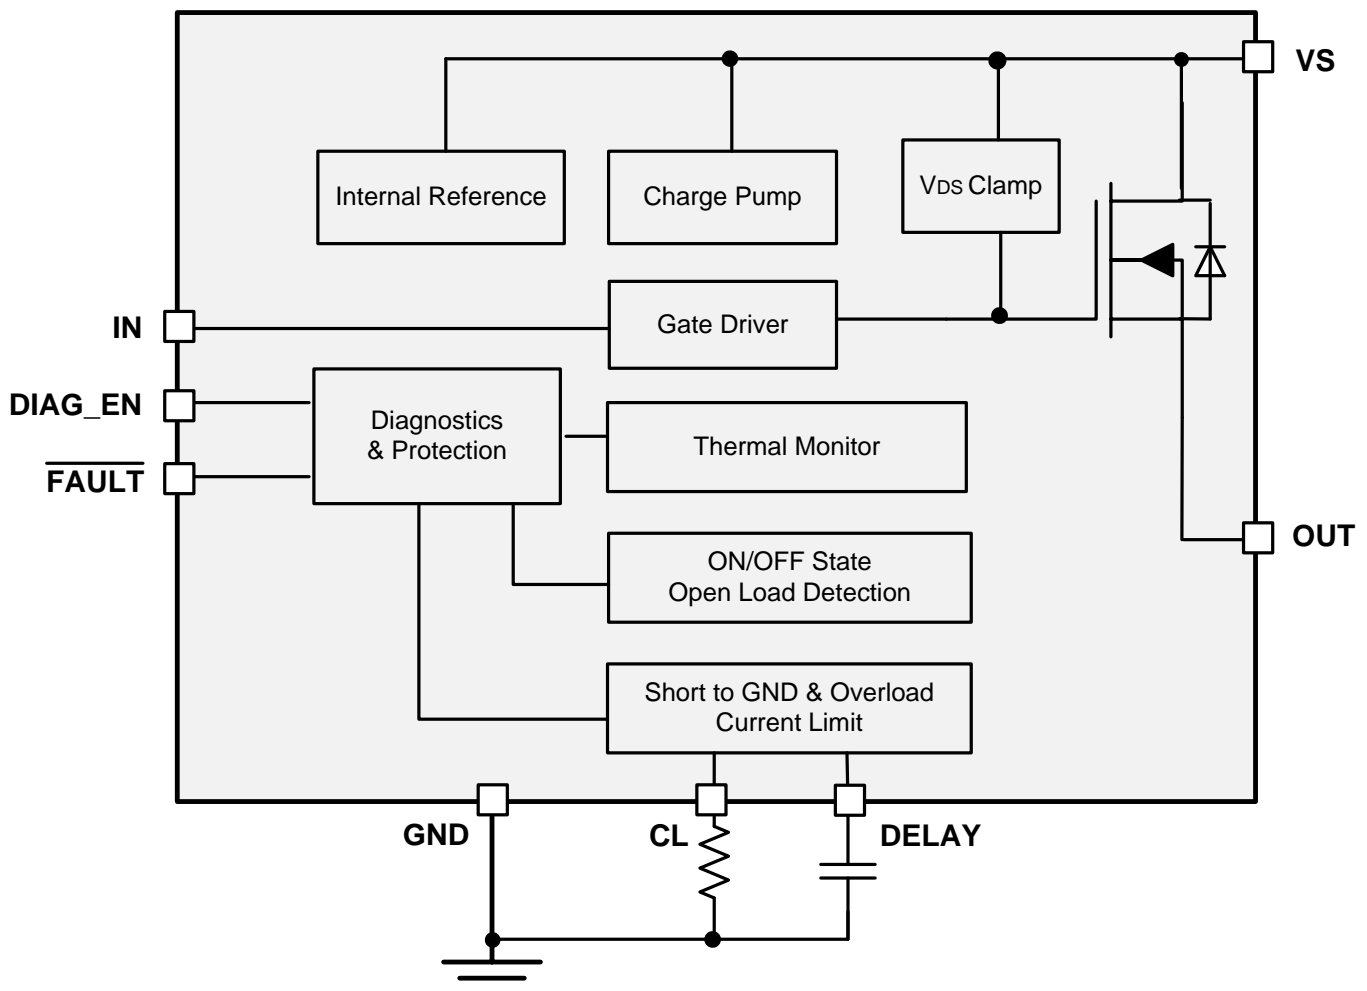 VS
Internal Reference
Charge Pump
VDS Clamp
IN
Gate Driver
DIAG_EN
Diagnostics
& Protection
Thermal Monitor
FAULT
ON/OFF State
Open Load Detection
OUT
Short to GND & Overload
Current Limit
GND
CL
DELAY